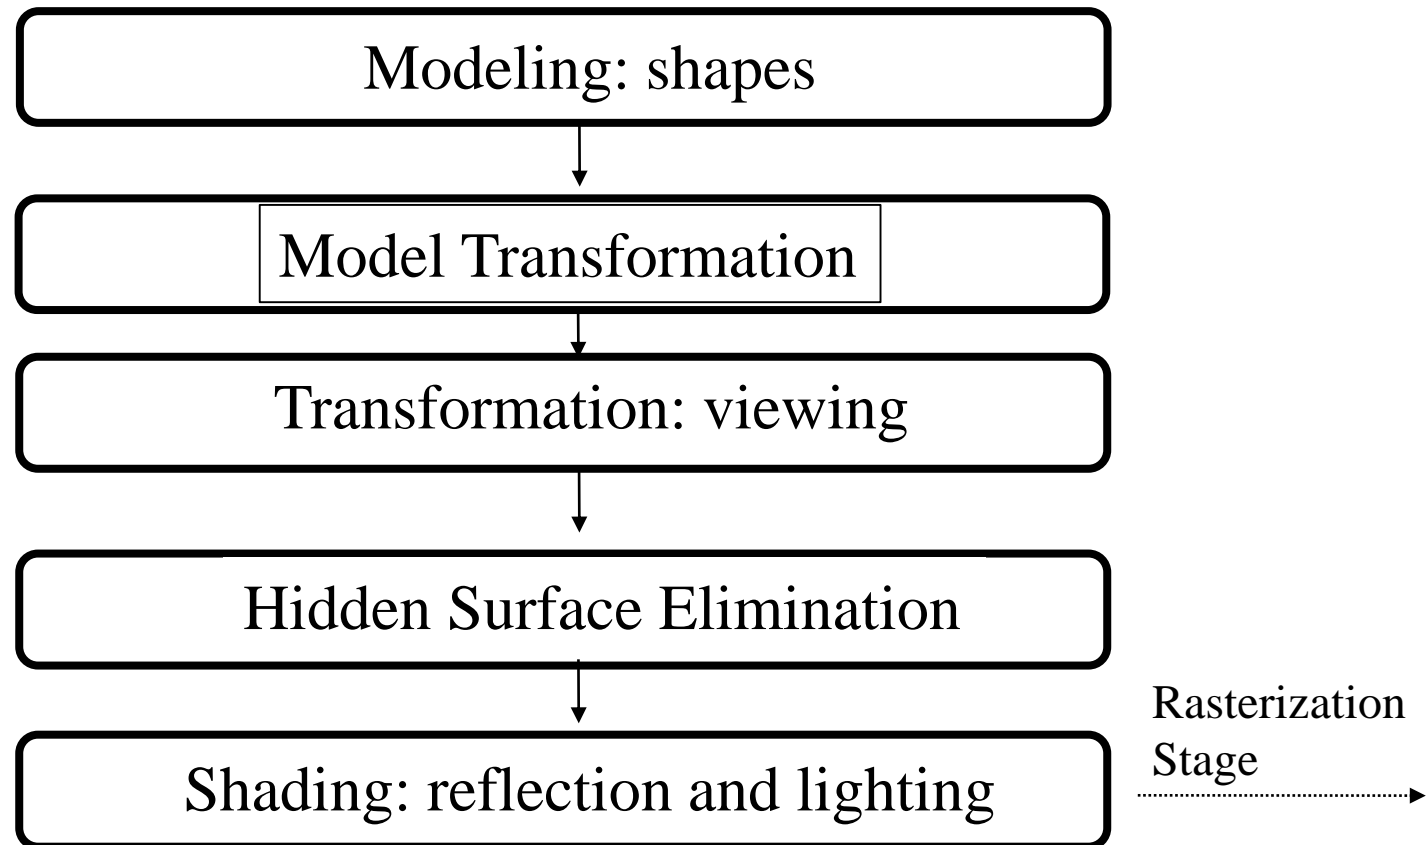 Modeling: shapes
Model Transformation
Transformation: viewing
Hidden Surface Elimination
Shading: reflection and lighting
Rasterization
Stage